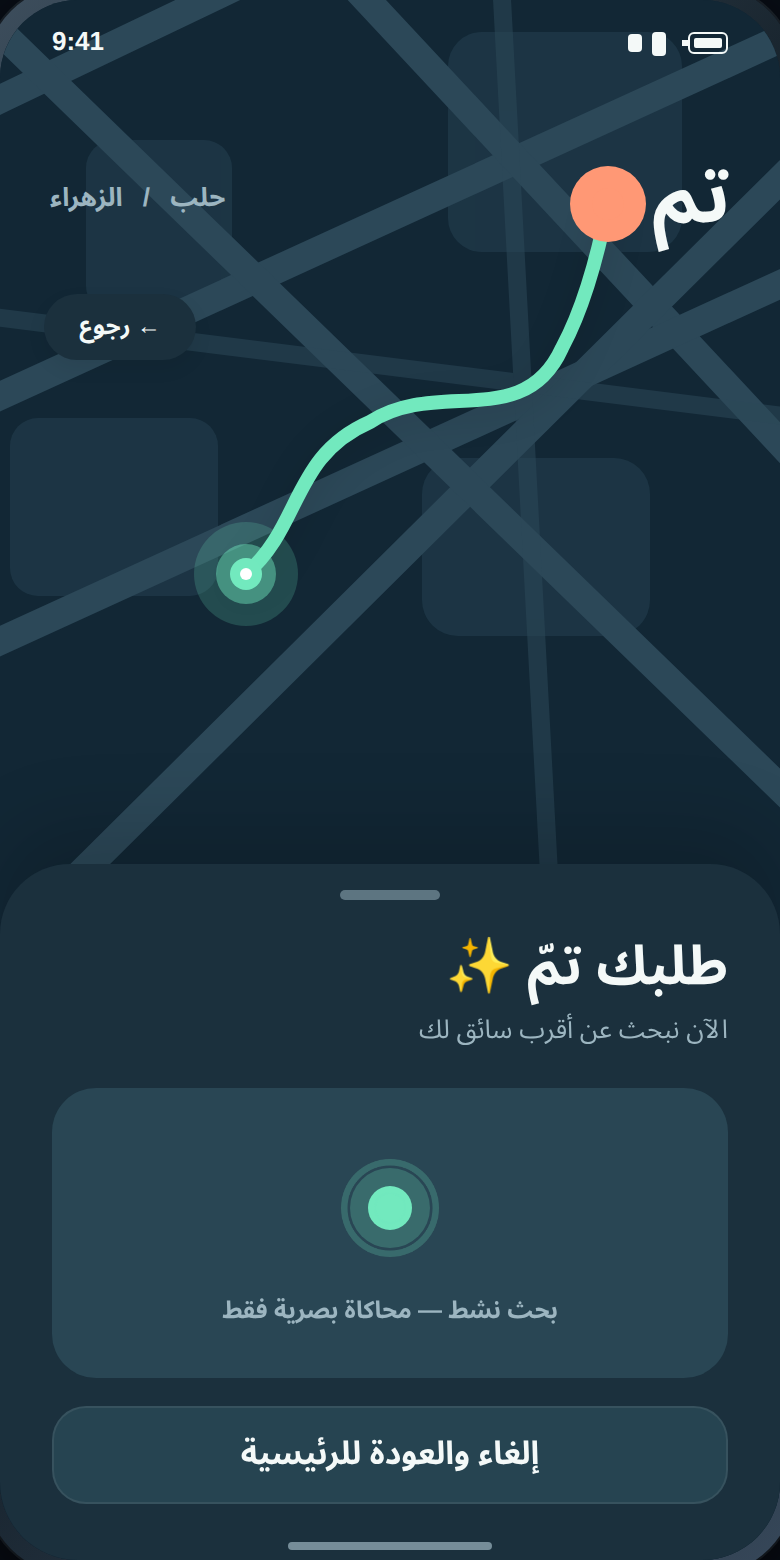 9:41
تم
حلب / الزهراء
← رجوع
طلبك تمّ ✨
الآن نبحث عن أقرب سائق لك
بحث نشط — محاكاة بصرية فقط
إلغاء والعودة للرئيسية